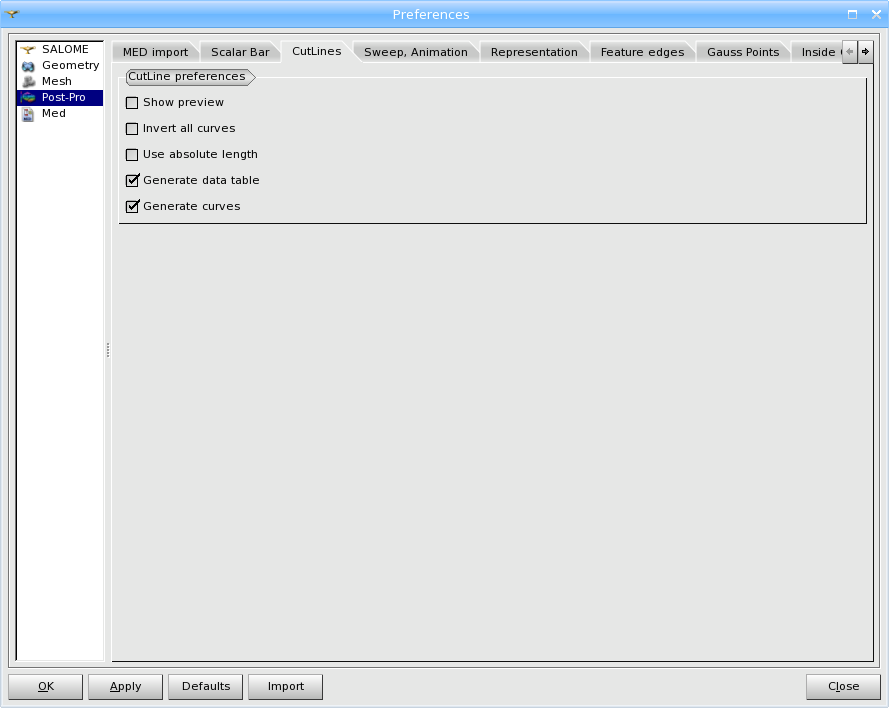 Preferences
SALOME
Geometry
Mesh
Post-Pro
Med
MED import
Scalar Bar
CutLines
Sweep, Animation
Representation
Feature edges
Gauss Points
Inside
CutLine preferences
Show preview
Invert all curves
Use absolute length
Generate data table
Generate curves
OK
Apply
Defaults
Import
Close